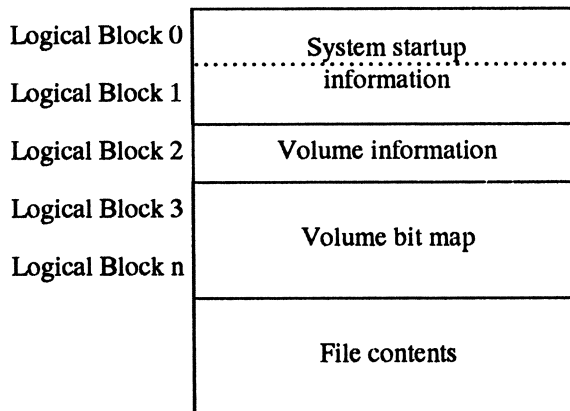 Logical Block 0
System startup
information
Logical Block 1
Logical Block 2
Volume information
Logical Block 3
Volume bit map
Logical Block n
File contents